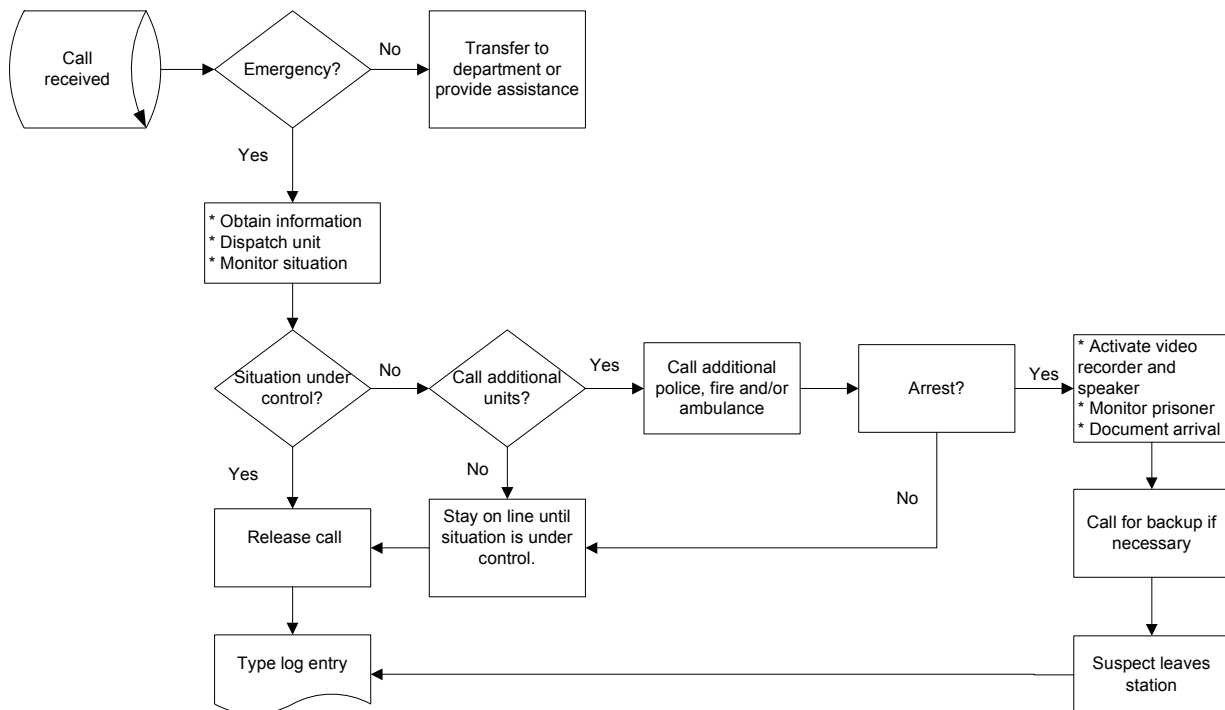 Call
received
Emergency?
No
Transfer to
department or
provide assistance
Yes
* Obtain information
* Dispatch unit
* Monitor situation
Situation under
control?
No
Call additional
units?
Yes
Call additional
police, fire and/or
ambulance
Arrest?
Yes
* Activate video
recorder and
speaker
* Monitor prisoner
* Document arrival
Yes
No
No
Release call
Stay on line until
situation is under
control.
Call for backup if
necessary
Type log entry
Suspect leaves
station